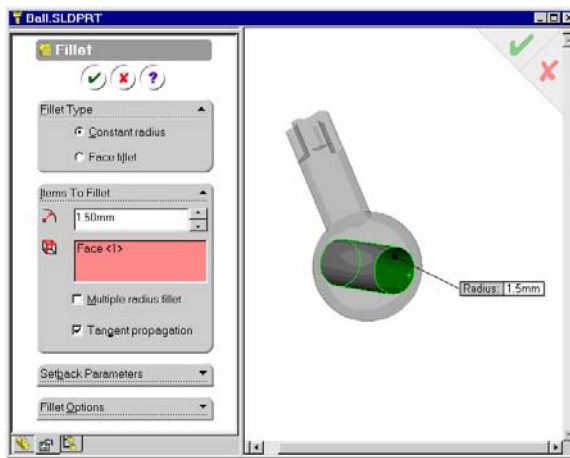 Ball.SLDPRT
Fillet
?
Fillet Type
Constant radius
Face fillet
Items To Fillet
1.50mm
Face <1>
Multiple radius fillet
Tangent propagation
Setback Parameters
Fillet Options
Radius: 1.5mm